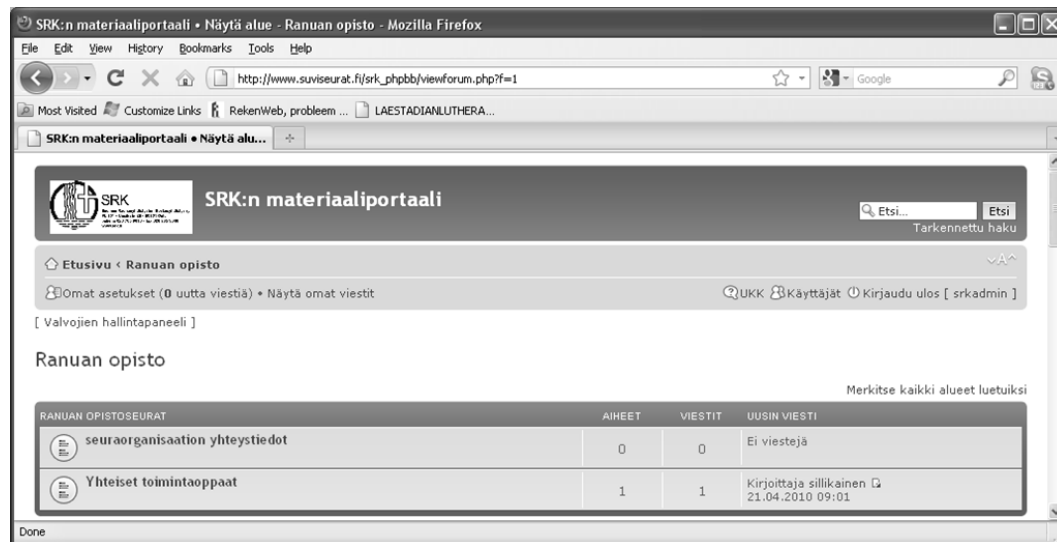 SRK:n materiaaliportaali • Näytä alue - Ranuan opisto - Mozilla Firefox
File Edit View History Bookmarks Tools Help
http://www.suviseurat.fi/srk_phpbb/viewforum.php?f=1 Google
Most Visited Customize Links RekenWeb, probleem ... LAESTADIANLUTHERA...
SRK:n materiaaliportaali • Näytä alu...
SRK
SRK:n materiaaliportaali
Etsi... Etsi
Tarkennettu haku
Etusivu ‹ Ranuan opisto
Omat asetukset (0 uutta viestiä) • Näytä omat viestit UKK Käyttäjät Kirjaudu ulos [ srkadmin ]
[ Valvojien hallintapaneeli ]
Ranuan opisto
Merkitse kaikki alueet luetuiksi
RANUAN OPISTOSEURAT AIHEET VIESTIT UUSIN VIESTI
seuraorganisaation yhteystiedot 0 0 Ei viestejä
Yhteiset toimintaoppaat 1 1 Kirjoittaja sillikainen
21.04.2010 09:01
Done